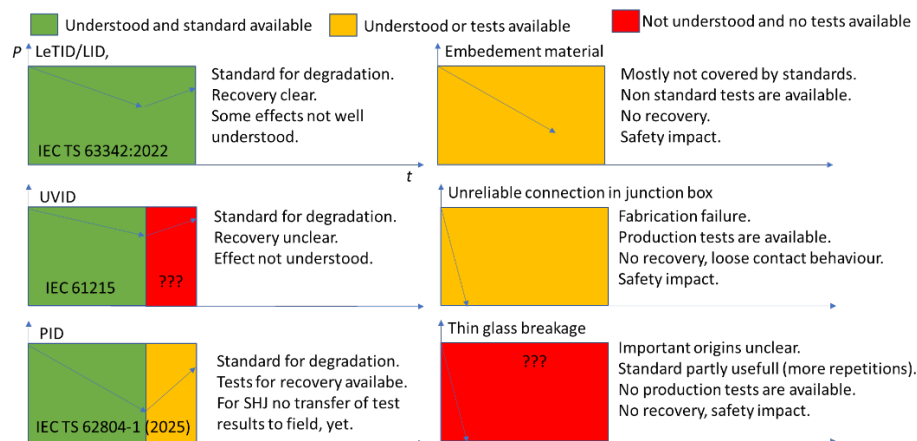 Understood and standard available
Understood or tests available
Not understood and no tests available
P
LeTID/LID,
Standard for degradation.
Recovery clear.
Some effects not well
understood.
IEC TS 63342:2022
t
Embedement material
Mostly not covered by standards.
Non standard tests are available.
No recovery.
Safety impact.
UVID
Standard for degradation.
Recovery unclear.
Effect not understood.
IEC 61215
???
Unreliable connection in junction box
Fabrication failure.
Production tests are available.
No recovery, loose contact behaviour.
Safety impact.
PID
Standard for degradation.
Tests for recovery availabe.
For SHJ no transfer of test
results to field, yet.
IEC TS 62804-1 (2025)
Thin glass breakage
???
Important origins unclear.
Standard partly usefull (more repetitions).
No production tests are available.
No recovery, safety impact.